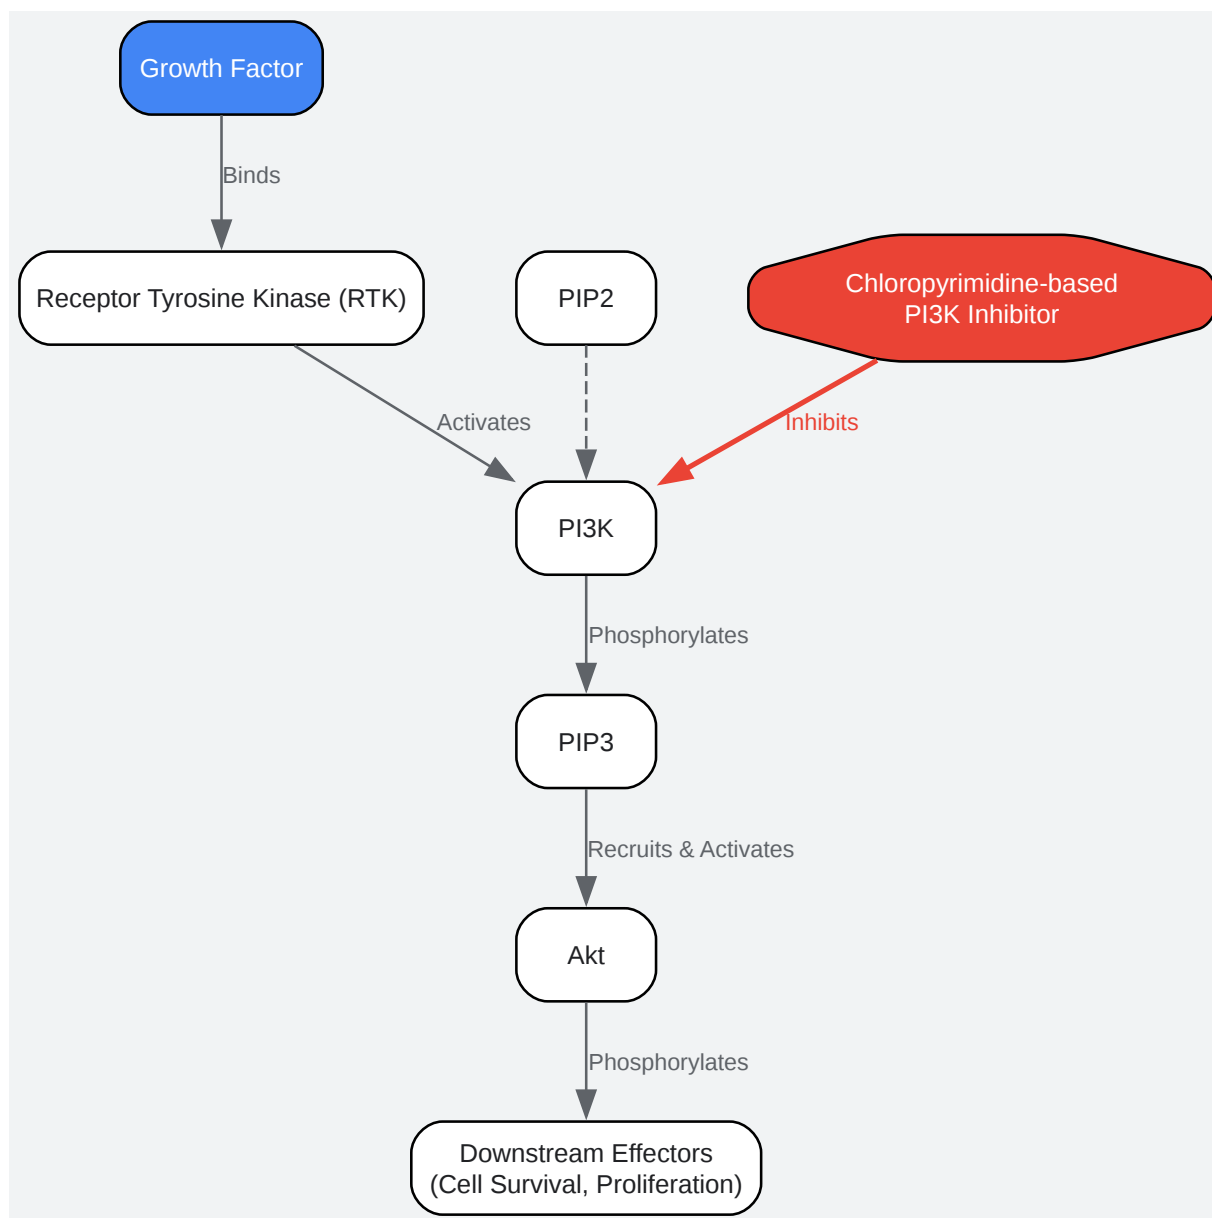 Growth Factor
Binds
Receptor Tyrosine Kinase (RTK)
PIP2
Chloropyrimidine-based
PI3K Inhibitor
Activates
Inhibits
PI3K
Phosphorylates
PIP3
Recruits & Activates
Akt
Phosphorylates
Downstream Effectors
(Cell Survival, Proliferation)